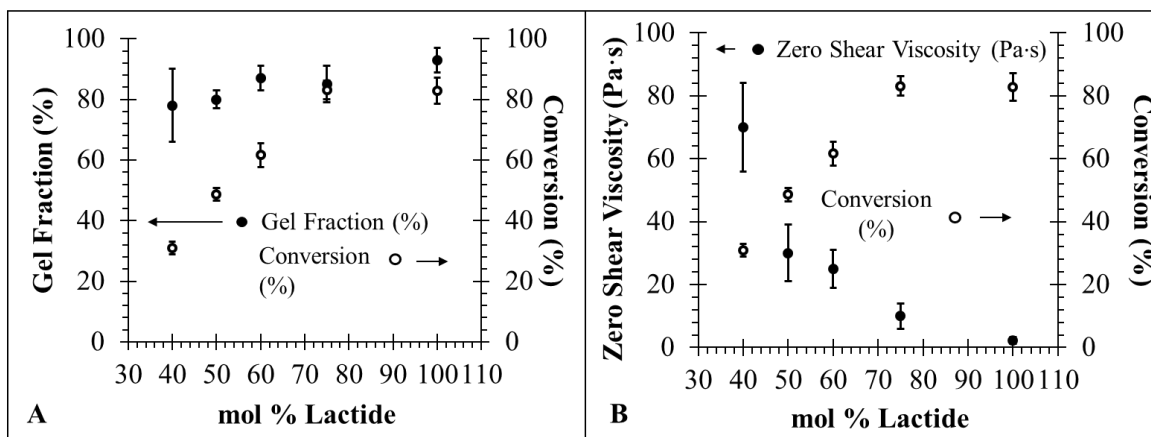 Gel Fraction (%)
100
80
60
40
20
0
Gel Fraction (%)
Conversion
(%)
100
80
60
40
20
0
Conversion (%)
30 40 50 60 70 80 90 100 110
mol % Lactide
A
Zero Shear Viscosity (Pa·s)
100
80
60
40
20
0
Zero Shear Viscosity (Pa·s)
Conversion
(%)
100
80
60
40
20
0
Conversion (%)
30 40 50 60 70 80 90 100 110
mol % Lactide
B